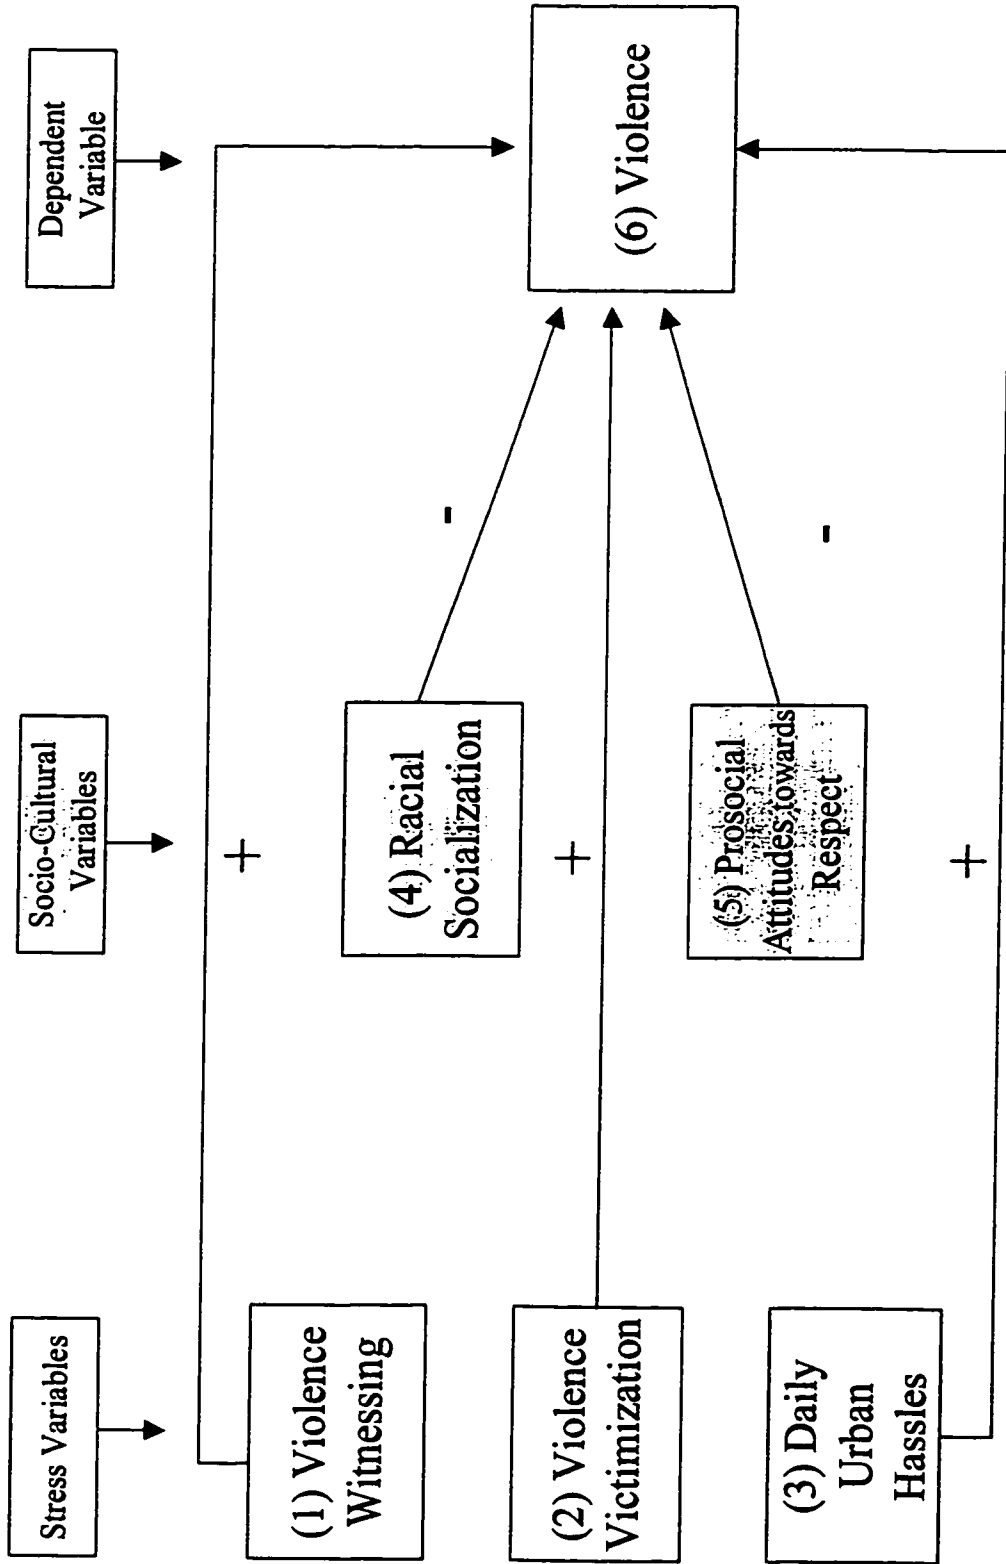 Stress Variables
Socio-Cultural
Variables
Dependent
Variable
(1) Violence
Witnessing
+
(4) Racial
Socialization
-
(2) Violence
Victimization
+
(6) Violence
(5) Prosocial
Attitudes towards
Respect
-
(3) Daily
Urban
Hassles
+